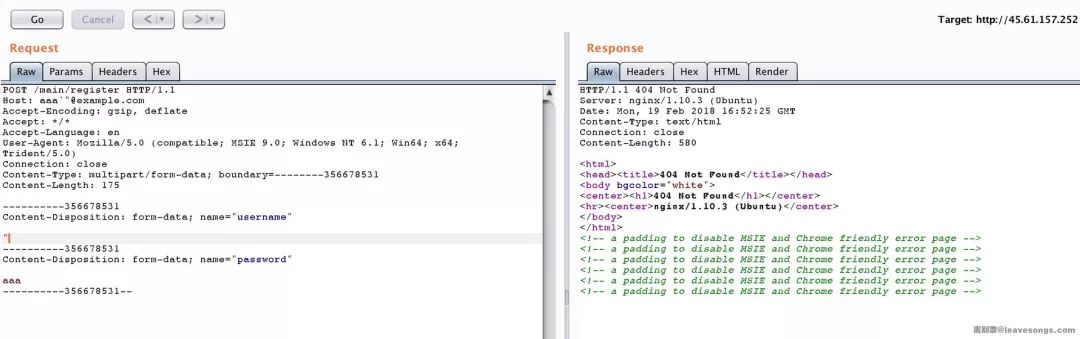 Go Cancel < > Target: http://45.61.157.252
Request
Raw Params Headers Hex
POST /main/register HTTP/1.1
Host: aaa'"@example.com
Accept-Encoding: gzip, deflate
Accept: */*
Accept-Language: en
User-Agent: Mozilla/5.0 (compatible; MSIE 9.0; Windows NT 6.1; Win64; x64;
Trident/5.0)
Connection: close
Content-Type: multipart/form-data; boundary=--------356678531
Content-Length: 175
----------356678531
Content-Disposition: form-data; name="username"
"
----------356678531
Content-Disposition: form-data; name="password"
aaa
----------356678531--
Response
Raw Headers Hex HTML Render
HTTP/1.1 404 Not Found
Server: nginx/1.10.3 (Ubuntu)
Date: Mon, 19 Feb 2018 16:52:25 GMT
Content-Type: text/html
Connection: close
Content-Length: 580
<html>
<head><title>404 Not Found</title></head>
<body bgcolor="white">
<center><h1>404 Not Found</h1></center>
<hr><center>nginx/1.10.3 (Ubuntu)</center>
</body>
</html>
<!-- a padding to disable MSIE and Chrome friendly error page -->
<!-- a padding to disable MSIE and Chrome friendly error page -->
<!-- a padding to disable MSIE and Chrome friendly error page -->
<!-- a padding to disable MSIE and Chrome friendly error page -->
<!-- a padding to disable MSIE and Chrome friendly error page -->
<!-- a padding to disable MSIE and Chrome friendly error page -->
离别歌@leavesongs.com